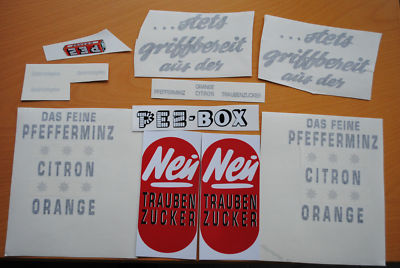 ...stets
griffbereit
aus der
...stets
griffbereit
aus der
PEZ
PFEFFERMINZ
ORANGE
CITRON
TRAUBENZUCKER
PEZ-BOX
DAS FEINE
PFEFFERMINZ
CITRON
ORANGE
Neu
TRAUBEN
ZUCKER
Neu
TRAUBEN
ZUCKER
DAS FEINE
PFEFFERMINZ
CITRON
ORANGE